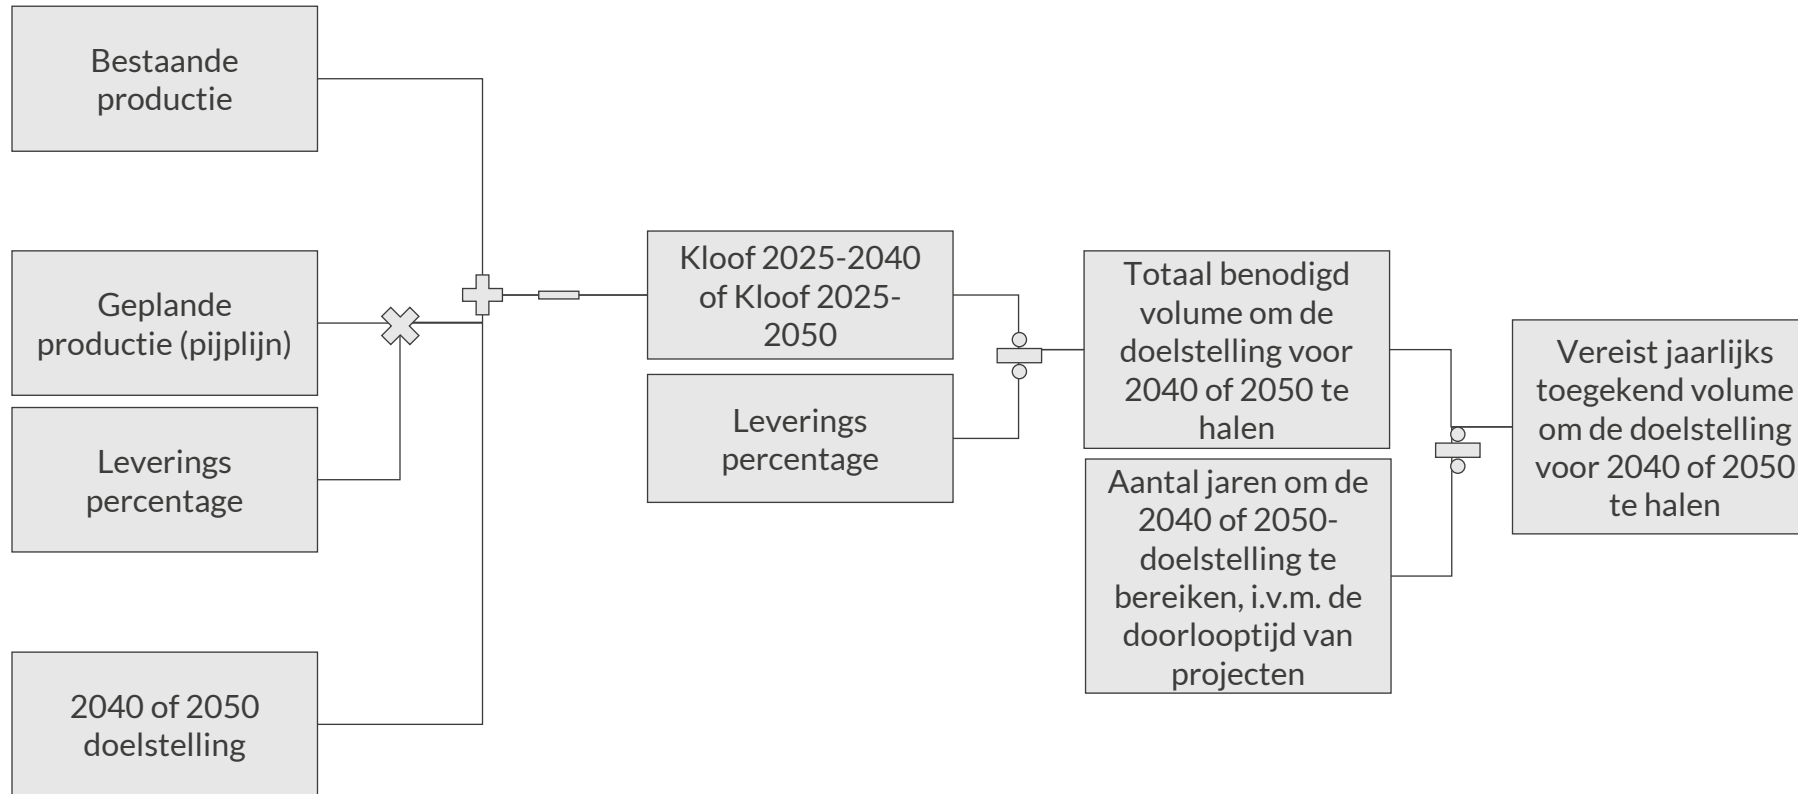 Bestaande
productie
Geplande
productie (pijplijn)
Leverings
percentage
2040 of 2050
doelstelling
Kloof 2025-2040
of Kloof 2025-
2050
Leverings
percentage
Totaal benodigd
volume om de
doelstelling voor
2040 of 2050 te
halen
Aantal jaren om de
2040 of 2050-
doelstelling te
bereiken, i.v.m. de
doorlooptijd van
projecten
Vereist jaarlijks
toegekend volume
om de doelstelling
voor 2040 of 2050
te halen